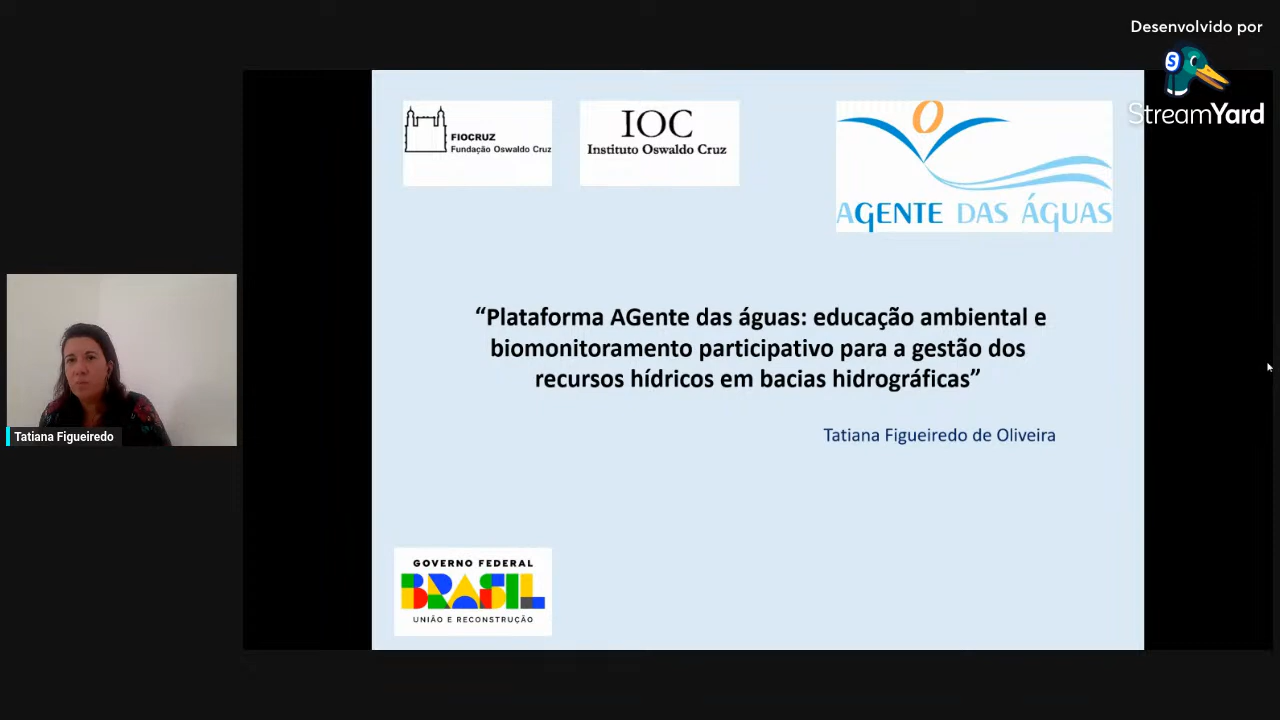 Desenvolvido por
StreamYard
FIOCRUZ
Fundação Oswaldo Cruz
IOC
Instituto Oswaldo Cruz
AGENTE DAS ÁGUAS
“Plataforma AGente das águas: educação ambiental e
biomonitoramento participativo para a gestão dos
recursos hídricos em bacias hidrográficas”
Tatiana Figueiredo de Oliveira
Tatiana Figueiredo
GOVERNO FEDERAL
BRASIL
UNIÃO E RECONSTRUÇÃO